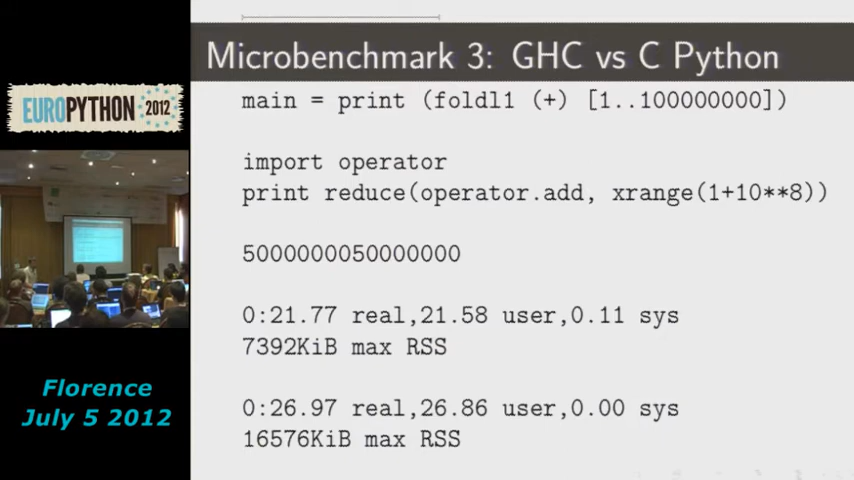 Microbenchmark 3: GHC vs C Python
EUROPYTHON 2012
main = print (foldl1 (+) [1..100000000])
import operator
print reduce(operator.add, xrange(1+10**8))
5000000050000000
0:21.77 real,21.58 user,0.11 sys
7392KiB max RSS
0:26.97 real,26.86 user,0.00 sys
16576KiB max RSS
Florence
July 5 2012